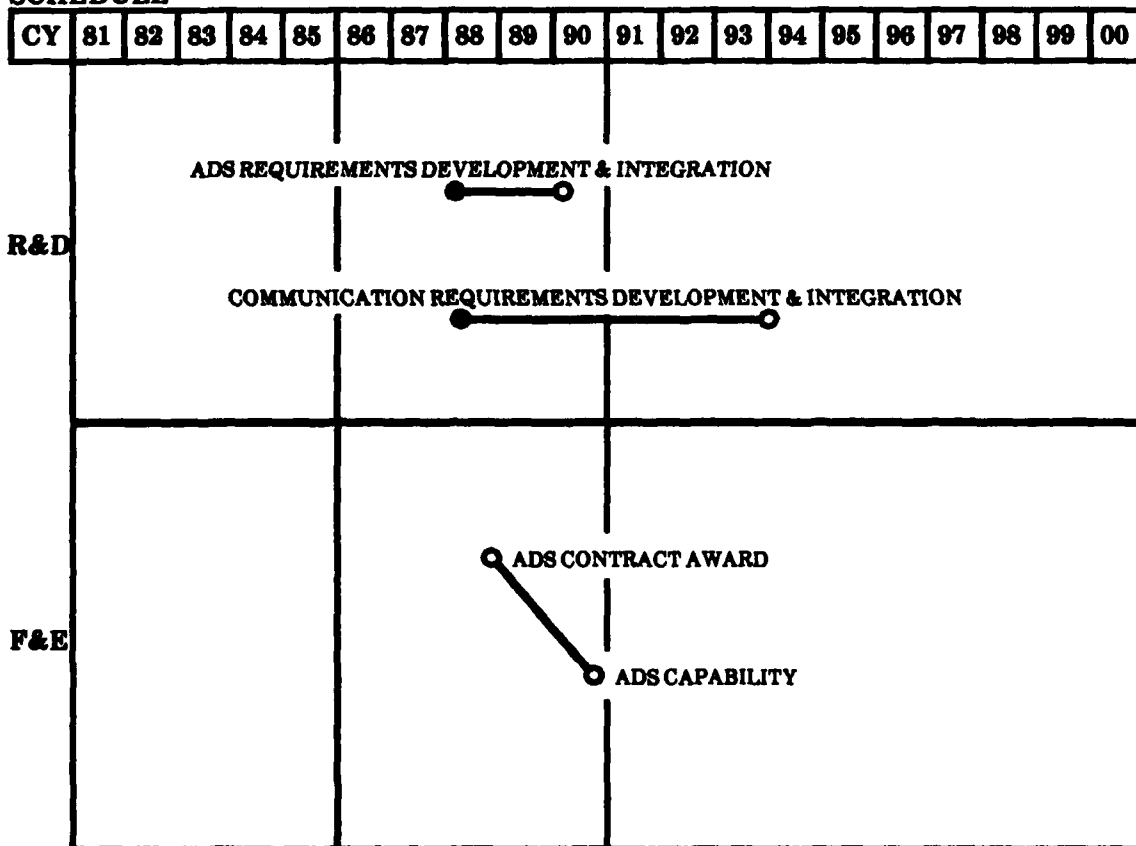 SCHEDULE
CY 81 82 83 84 85 86 87 88 89 90 91 92 93 94 95 96 97 98 99 00
ADS REQUIREMENTS DEVELOPMENT & INTEGRATION
R&D
COMMUNICATION REQUIREMENTS DEVELOPMENT & INTEGRATION
ADS CONTRACT AWARD
F&E
ADS CAPABILITY